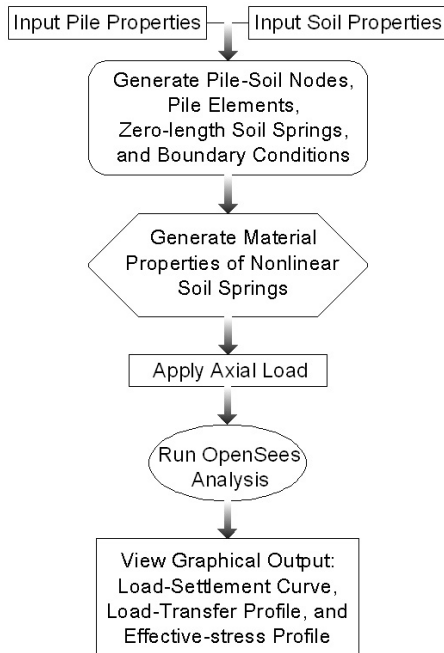 Input Pile Properties
Input Soil Properties
Generate Pile-Soil Nodes,
Pile Elements,
Zero-length Soil Springs,
and Boundary Conditions
Generate Material
Properties of Nonlinear
Soil Springs
Apply Axial Load
Run OpenSees
Analysis
View Graphical Output:
Load-Settlement Curve,
Load-Transfer Profile, and
Effective-stress Profile